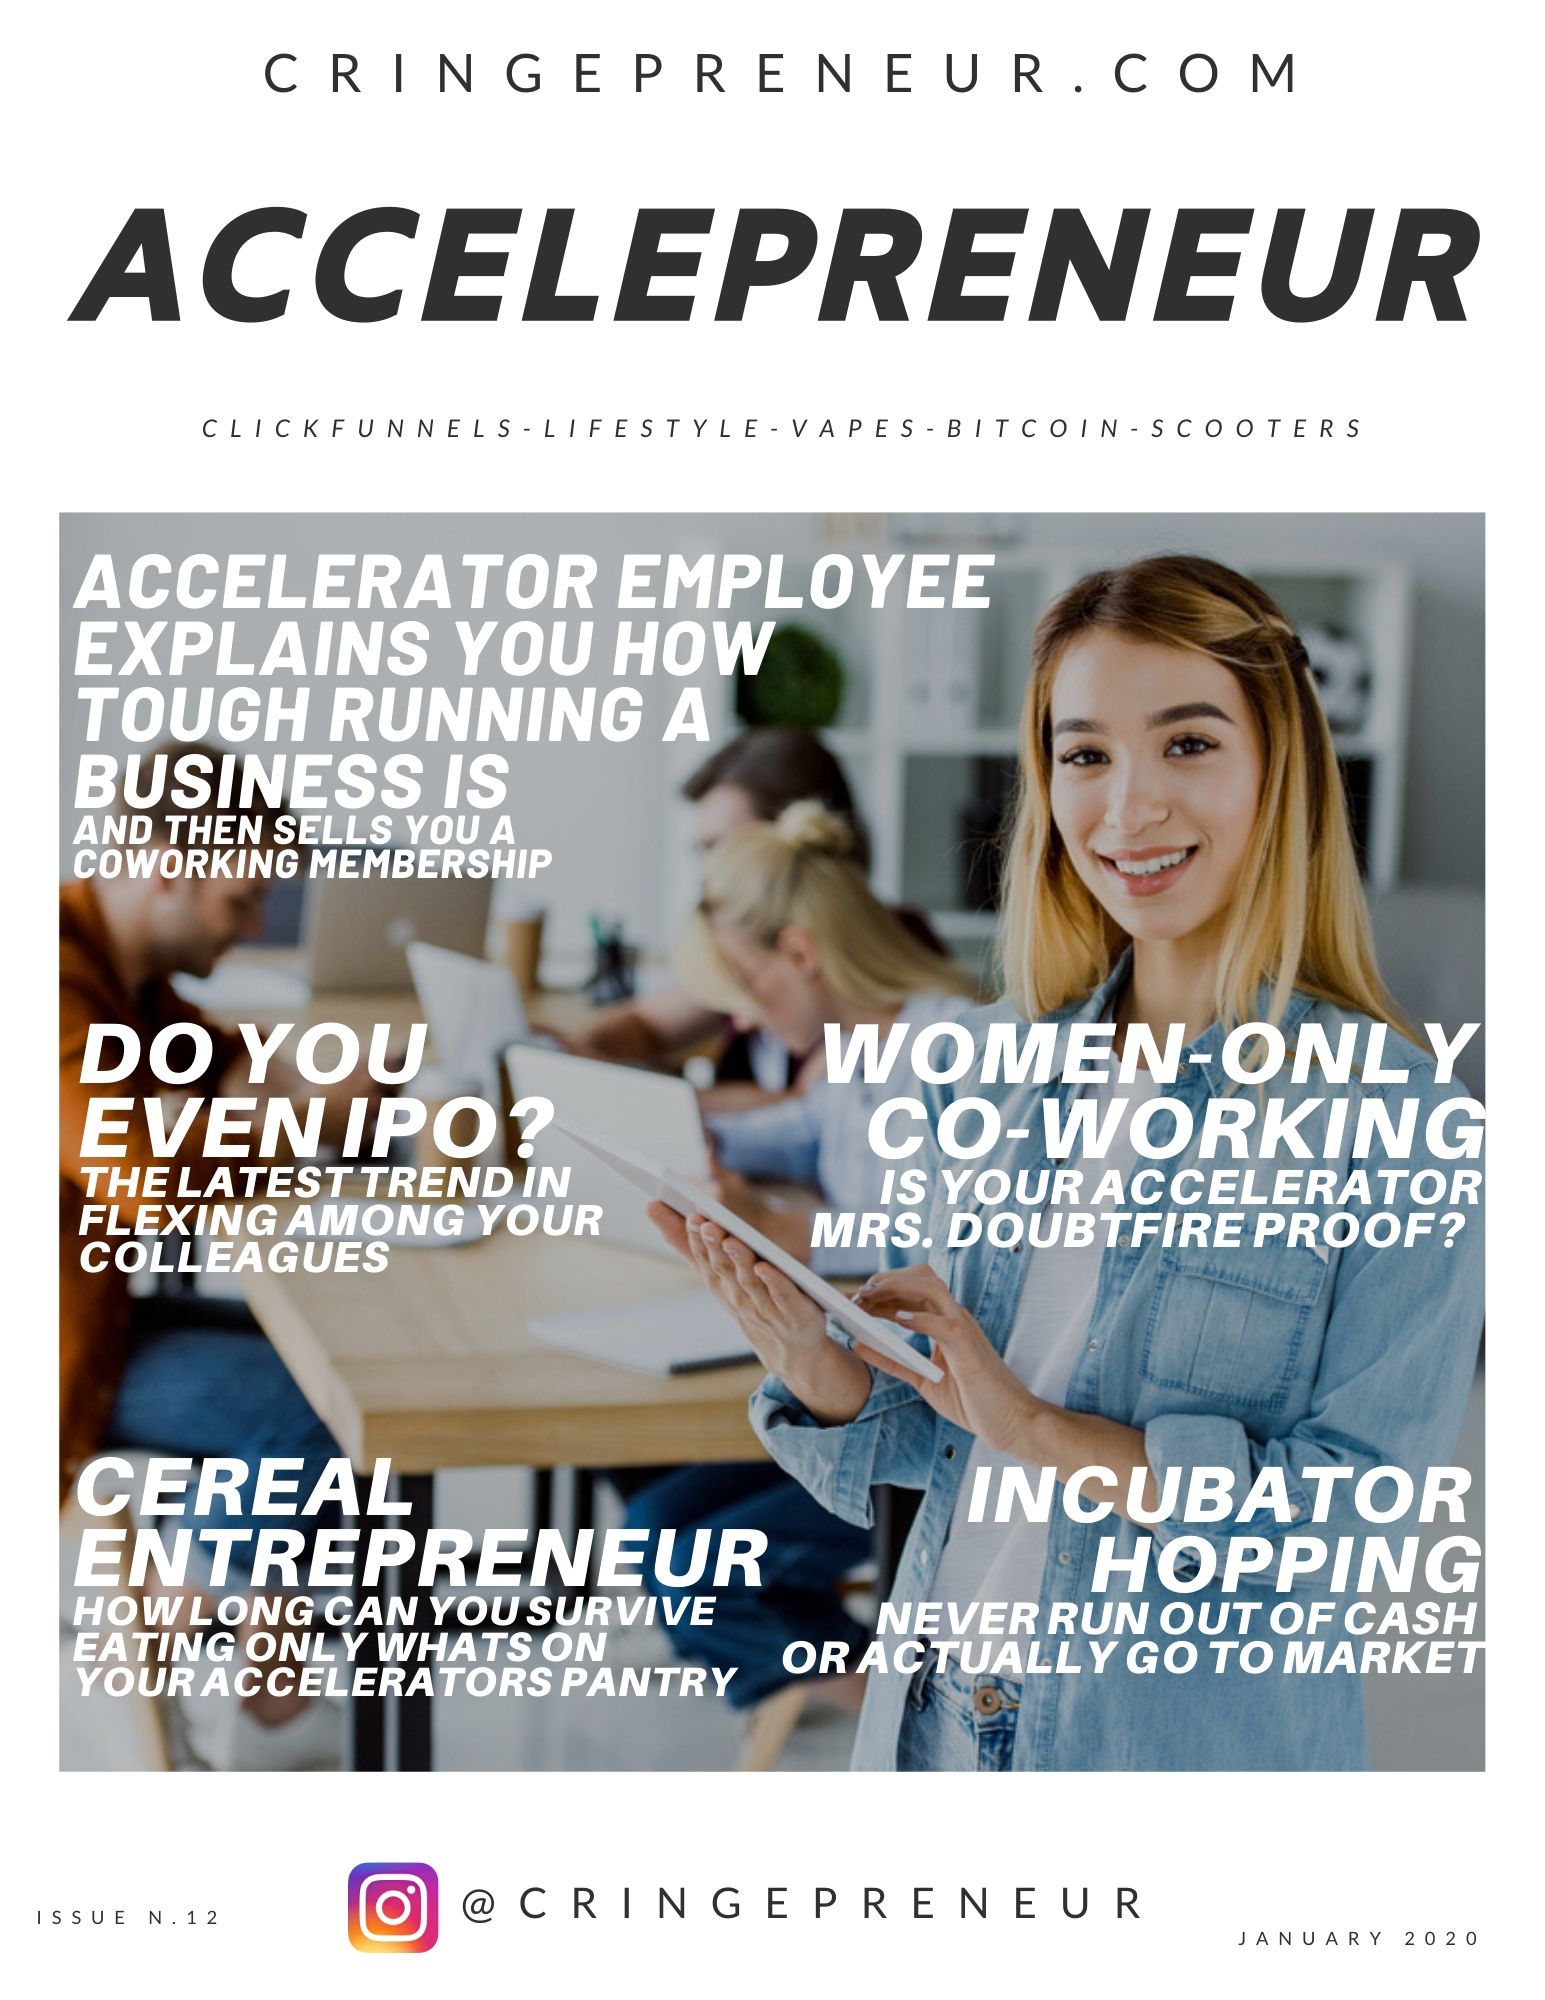 CRINGEPRENEUR.COM
ACCELEPRENEUR
CLICKFUNNELS-LIFESTYLE-VAPES-BITCOIN-SCOOTERS
ACCELERATOR EMPLOYEE
EXPLAINS YOU HOW
TOUGH RUNNING A
BUSINESS IS
AND THEN SELLS YOU A
COWORKING MEMBERSHIP
DO YOU
EVEN IPO?
THE LATEST TREND IN
FLEXING AMONG YOUR
COLLEAGUES
WOMEN-ONLY
CO-WORKING
IS YOUR ACCELERATOR
MRS. DOUBTFIRE PROOF?
CEREAL
ENTREPRENEUR
HOW LONG CAN YOU SURVIVE
EATING ONLY WHATS ON
YOUR ACCELERATORS PANTRY
INCUBATOR
HOPPING
NEVER RUN OUT OF CASH
OR ACTUALLY GO TO MARKET
ISSUE N.12
@CRINGEPRENEUR
JANUARY 2020